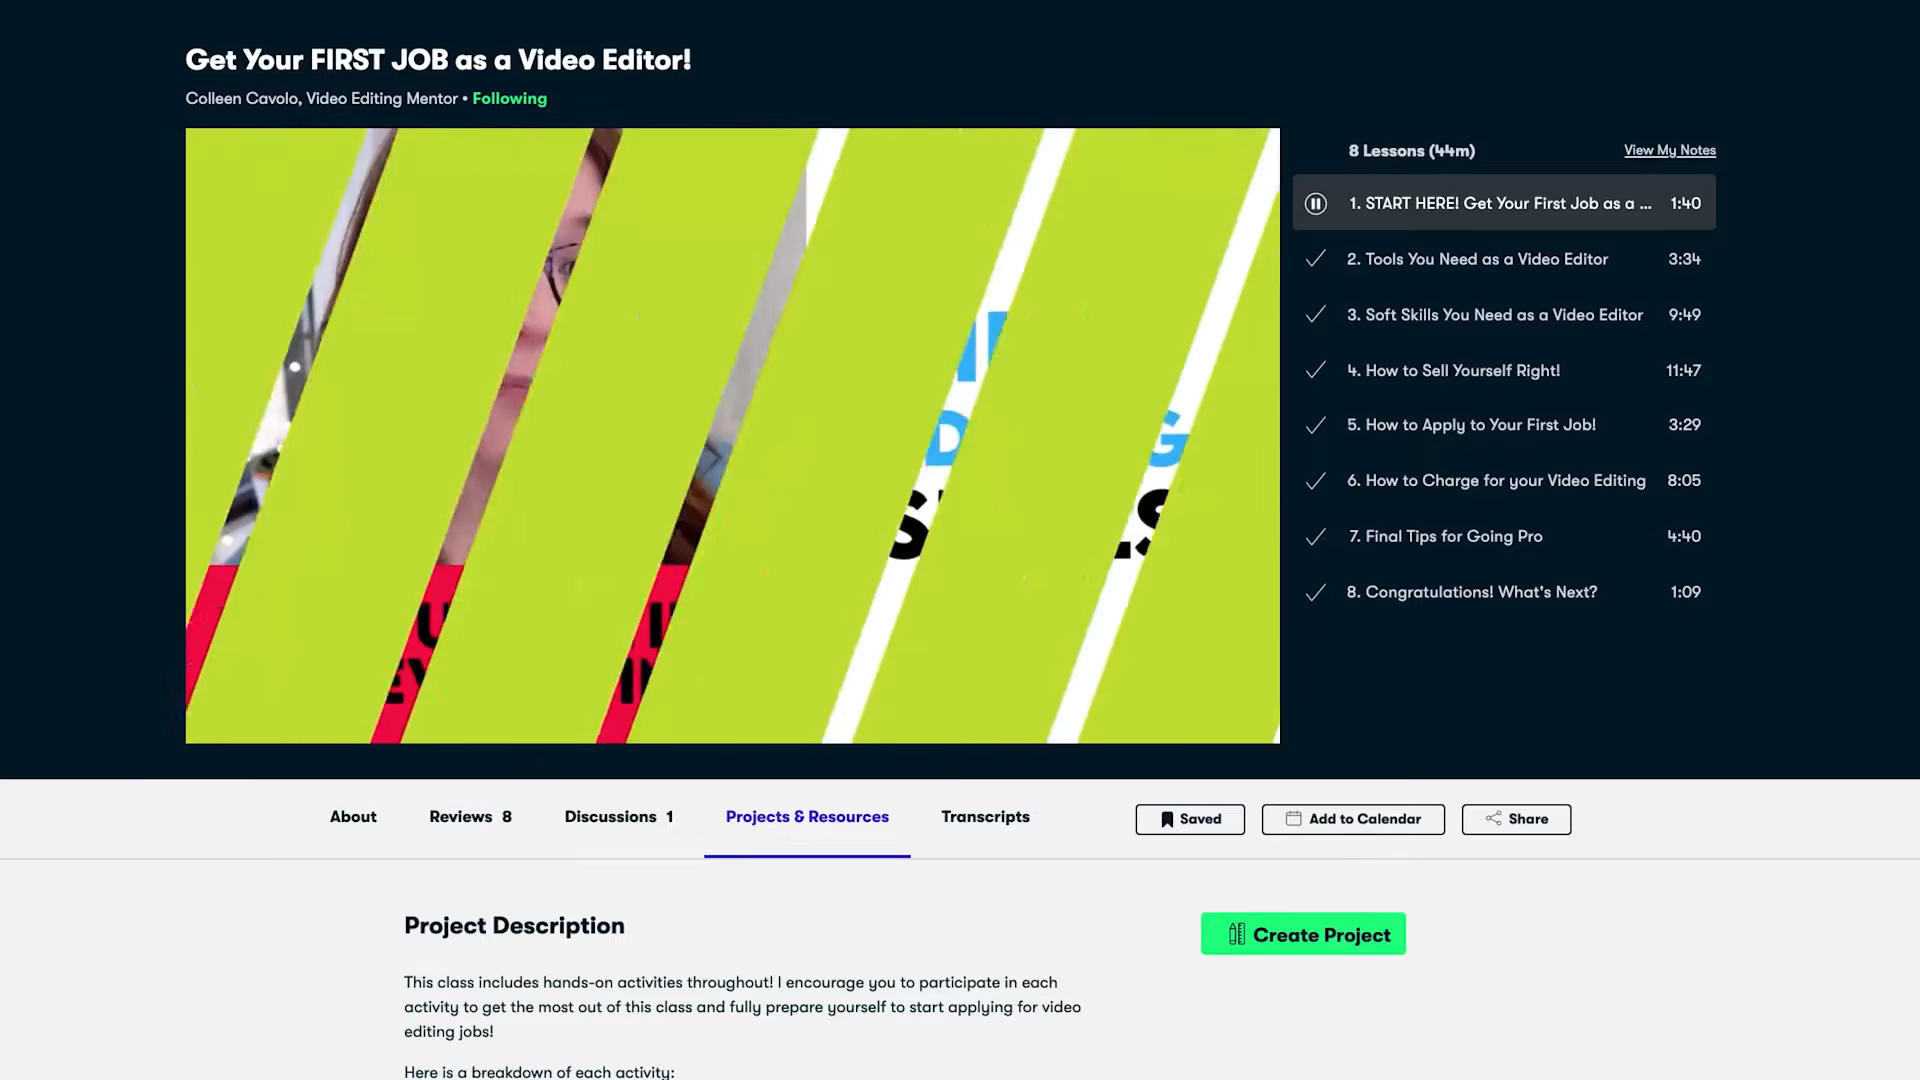 Get Your FIRST JOB as a Video Editor!
Colleen Cavolo, Video Editing Mentor • Following
8 Lessons (44m)
View My Notes
1. START HERE! Get Your First Job as a ... 1:40
2. Tools You Need as a Video Editor 3:34
3. Soft Skills You Need as a Video Editor 9:49
4. How to Sell Yourself Right! 11:47
5. How to Apply to Your First Job! 3:29
6. How to Charge for your Video Editing 8:05
7. Final Tips for Going Pro 4:40
8. Congratulations! What's Next? 1:09
About
Reviews 8
Discussions 1
Projects & Resources
Transcripts
Saved
Add to Calendar
Share
Project Description
Create Project
This class includes hands-on activities throughout! I encourage you to participate in each
activity to get the most out of this class and fully prepare yourself to start applying for video
editing jobs!
Here is a breakdown of each activity: